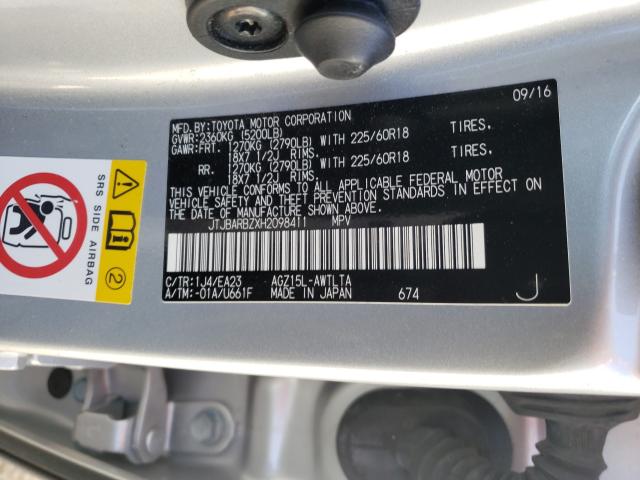 09/16
MFD.BY:TOYOTA MOTOR CORPORATION
GVWR:2360KG (5200LB)
GAWR:FRT. 1270KG (2790LB) WITH 225/60R18 TIRES.
18X7 1/2J RIMS.
RR. 1270KG (2790LB) WITH 225/60R18 TIRES.
18X7 1/2J RIMS.
THIS VEHICLE CONFORMS TO ALL APPLICABLE FEDERAL MOTOR
VEHICLE SAFETY AND THEFT PREVENTION STANDARDS IN EFFECT ON
THE DATE OF MANUFACTURE SHOWN ABOVE.
JTJBARBZXH2098411 MPV
C/TR:1J4/EA23 AGZ15L-AWTLTA
A/TM:-01A/U661F MADE IN JAPAN 674 J
SRS SIDE AIRBAG
2